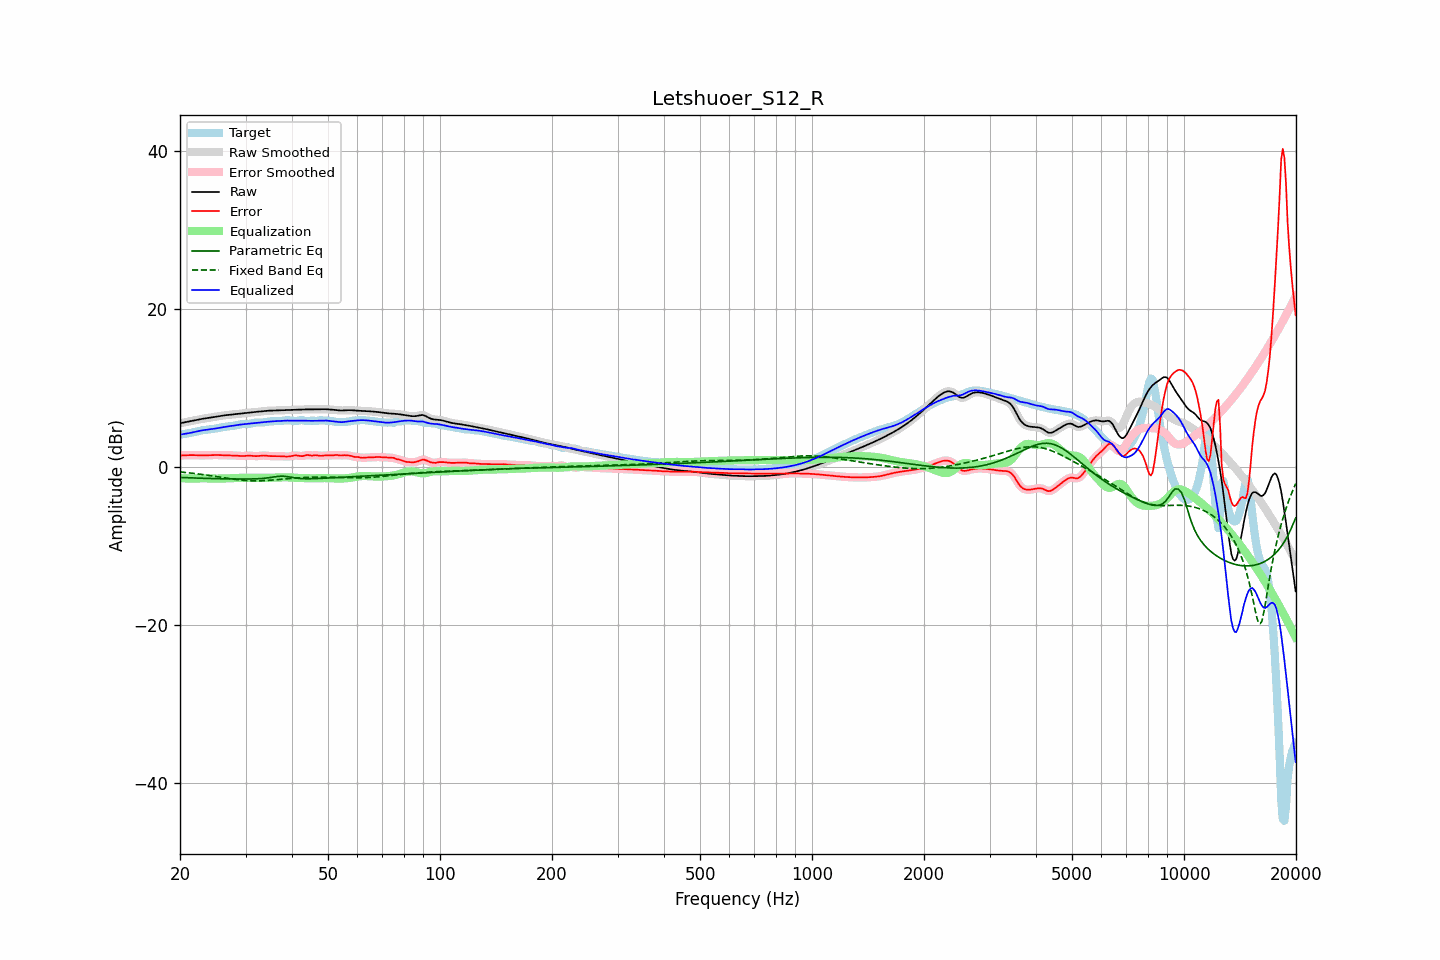 Letshuoer_S12_R
Target
Raw Smoothed
Error Smoothed
Raw
Error
Equalization
Parametric Eq
Fixed Band Eq
Equalized
40
20
0
−20
−40
Amplitude (dBr)
20 50 100 200 500 1000 2000 5000 10000 20000
Frequency (Hz)